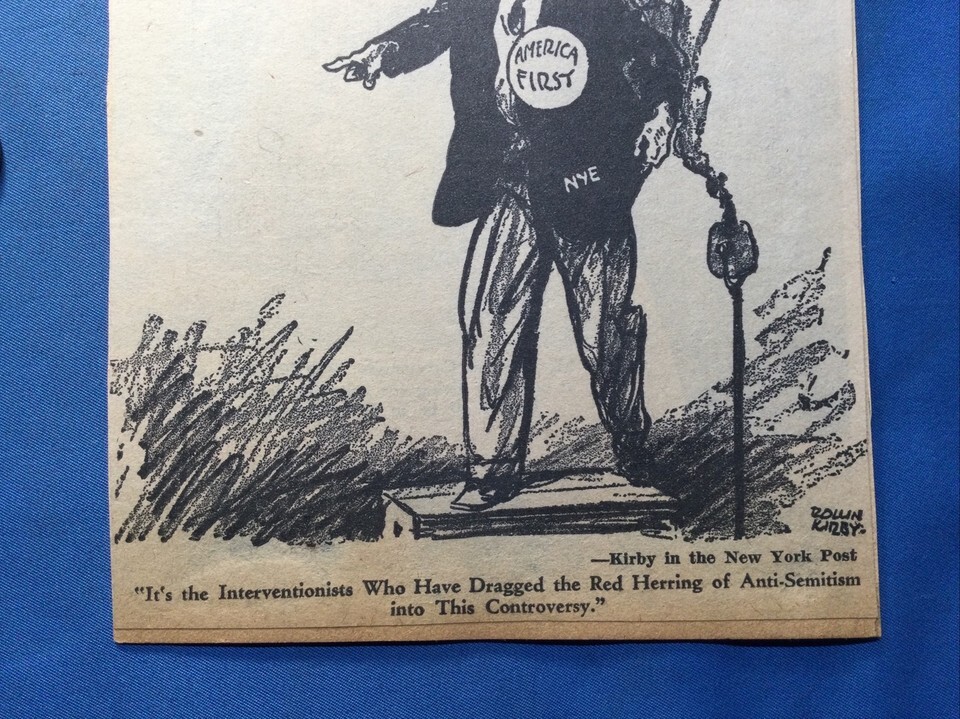 AMERICA
FIRST
NYE
ROLLIN
KIRBY-
—Kirby in the New York Post
"It's the Interventionists Who Have Dragged the Red Herring of Anti-Semitism
into This Controversy."